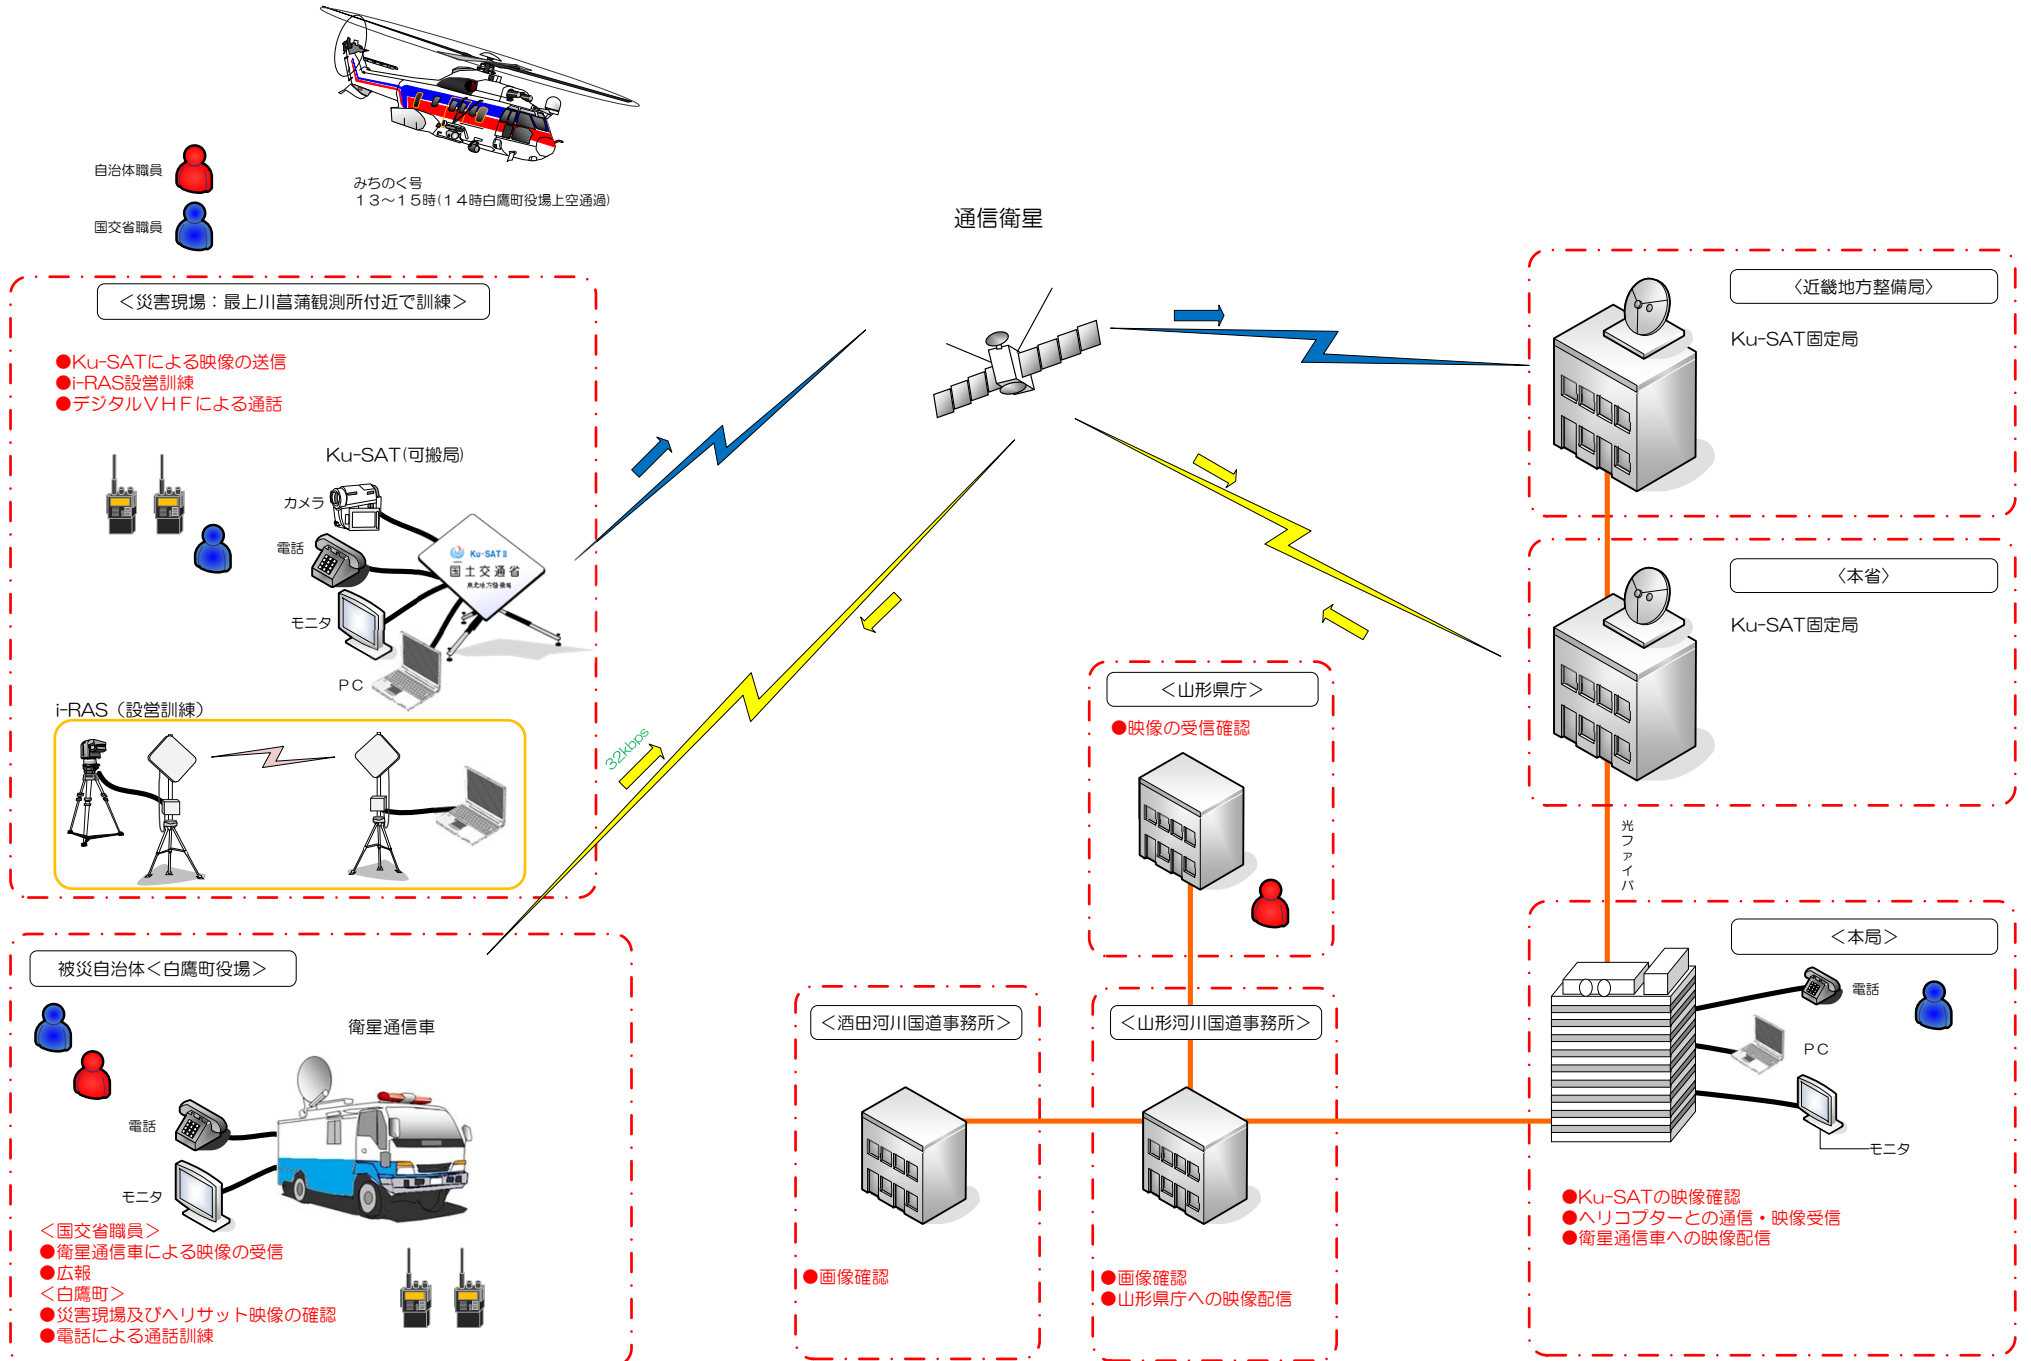 自治体職員
国交省職員
みちのく号
13～15時(14時白鷹町役場上空通過)
通信衛星
＜災害現場：最上川菖蒲観測所付近で訓練＞
●Ku-SATによる映像の送信
●i-RAS設営訓練
●デジタルVHFによる通話
Ku-SAT(可搬局)
カメラ
電話
モニタ
PC
Ku-SATⅡ
国土交通省
東北地方整備局
i-RAS（設営訓練）
32kbps
〈近畿地方整備局〉
Ku-SAT固定局
〈本省〉
Ku-SAT固定局
光ファイバ
＜山形県庁＞
●映像の受信確認
被災自治体＜白鷹町役場＞
衛星通信車
電話
モニタ
＜国交省職員＞
●衛星通信車による映像の受信
●広報
＜白鷹町＞
●災害現場及びヘリサット映像の確認
●電話による通話訓練
＜酒田河川国道事務所＞
●画像確認
＜山形河川国道事務所＞
●画像確認
●山形県庁への映像配信
＜本局＞
電話
PC
モニタ
●Ku-SATの映像確認
●ヘリコプターとの通信・映像受信
●衛星通信車への映像配信